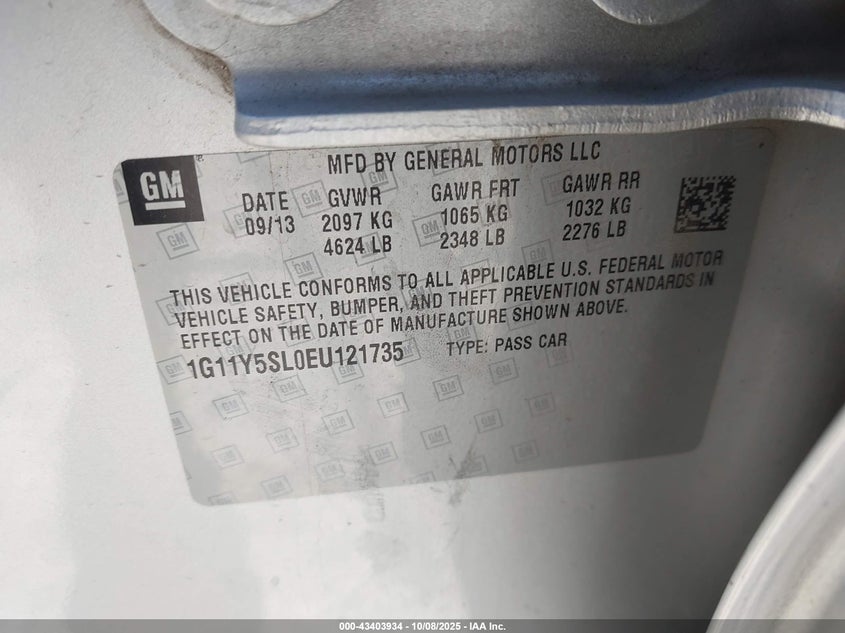 MFD BY GENERAL MOTORS LLC
GM
DATE GVWR GAWR FRT GAWR RR
09/13 2097 KG 1065 KG 1032 KG
4624 LB 2348 LB 2276 LB
THIS VEHICLE CONFORMS TO ALL APPLICABLE U.S. FEDERAL MOTOR
VEHICLE SAFETY, BUMPER, AND THEFT PREVENTION STANDARDS IN
EFFECT ON THE DATE OF MANUFACTURE SHOWN ABOVE.
1G11Y5SL0EU121735 TYPE: PASS CAR
000-43403934 - 10/08/2025 - IAA Inc.